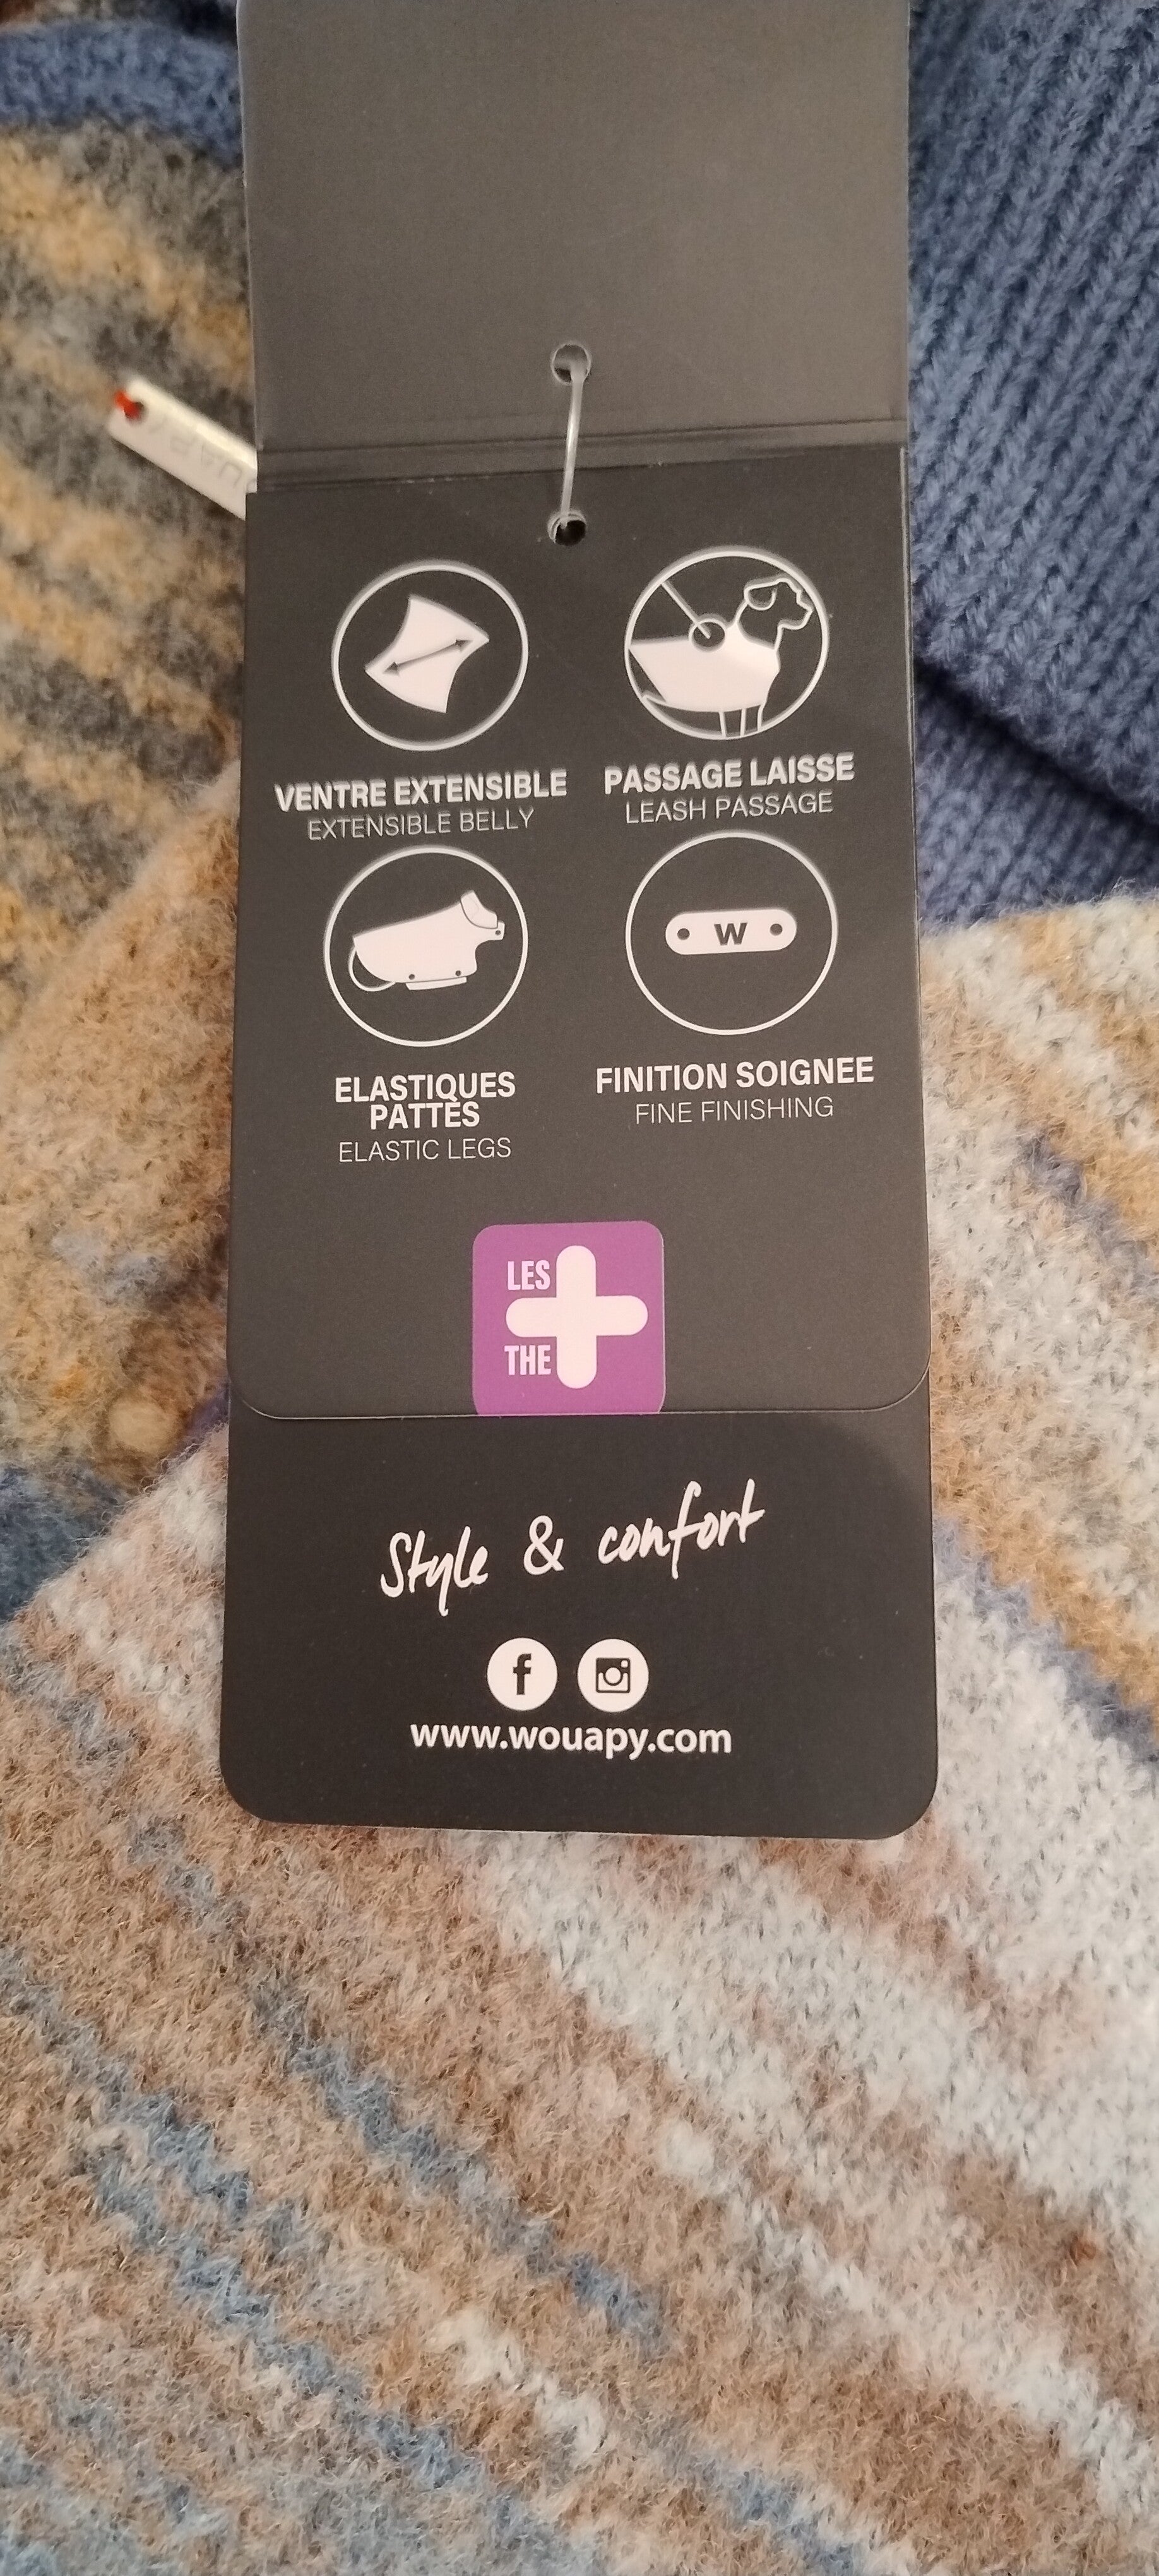 VENTRE EXTENSIBLE
EXTENSIBLE BELLY
PASSAGE LAISSE
LEASH PASSAGE
W
ELASTIQUES
PATTES
ELASTIC LEGS
FINITION SOIGNEE
FINE FINISHING
LES
THE
Style & confort
f
www.wouapy.com